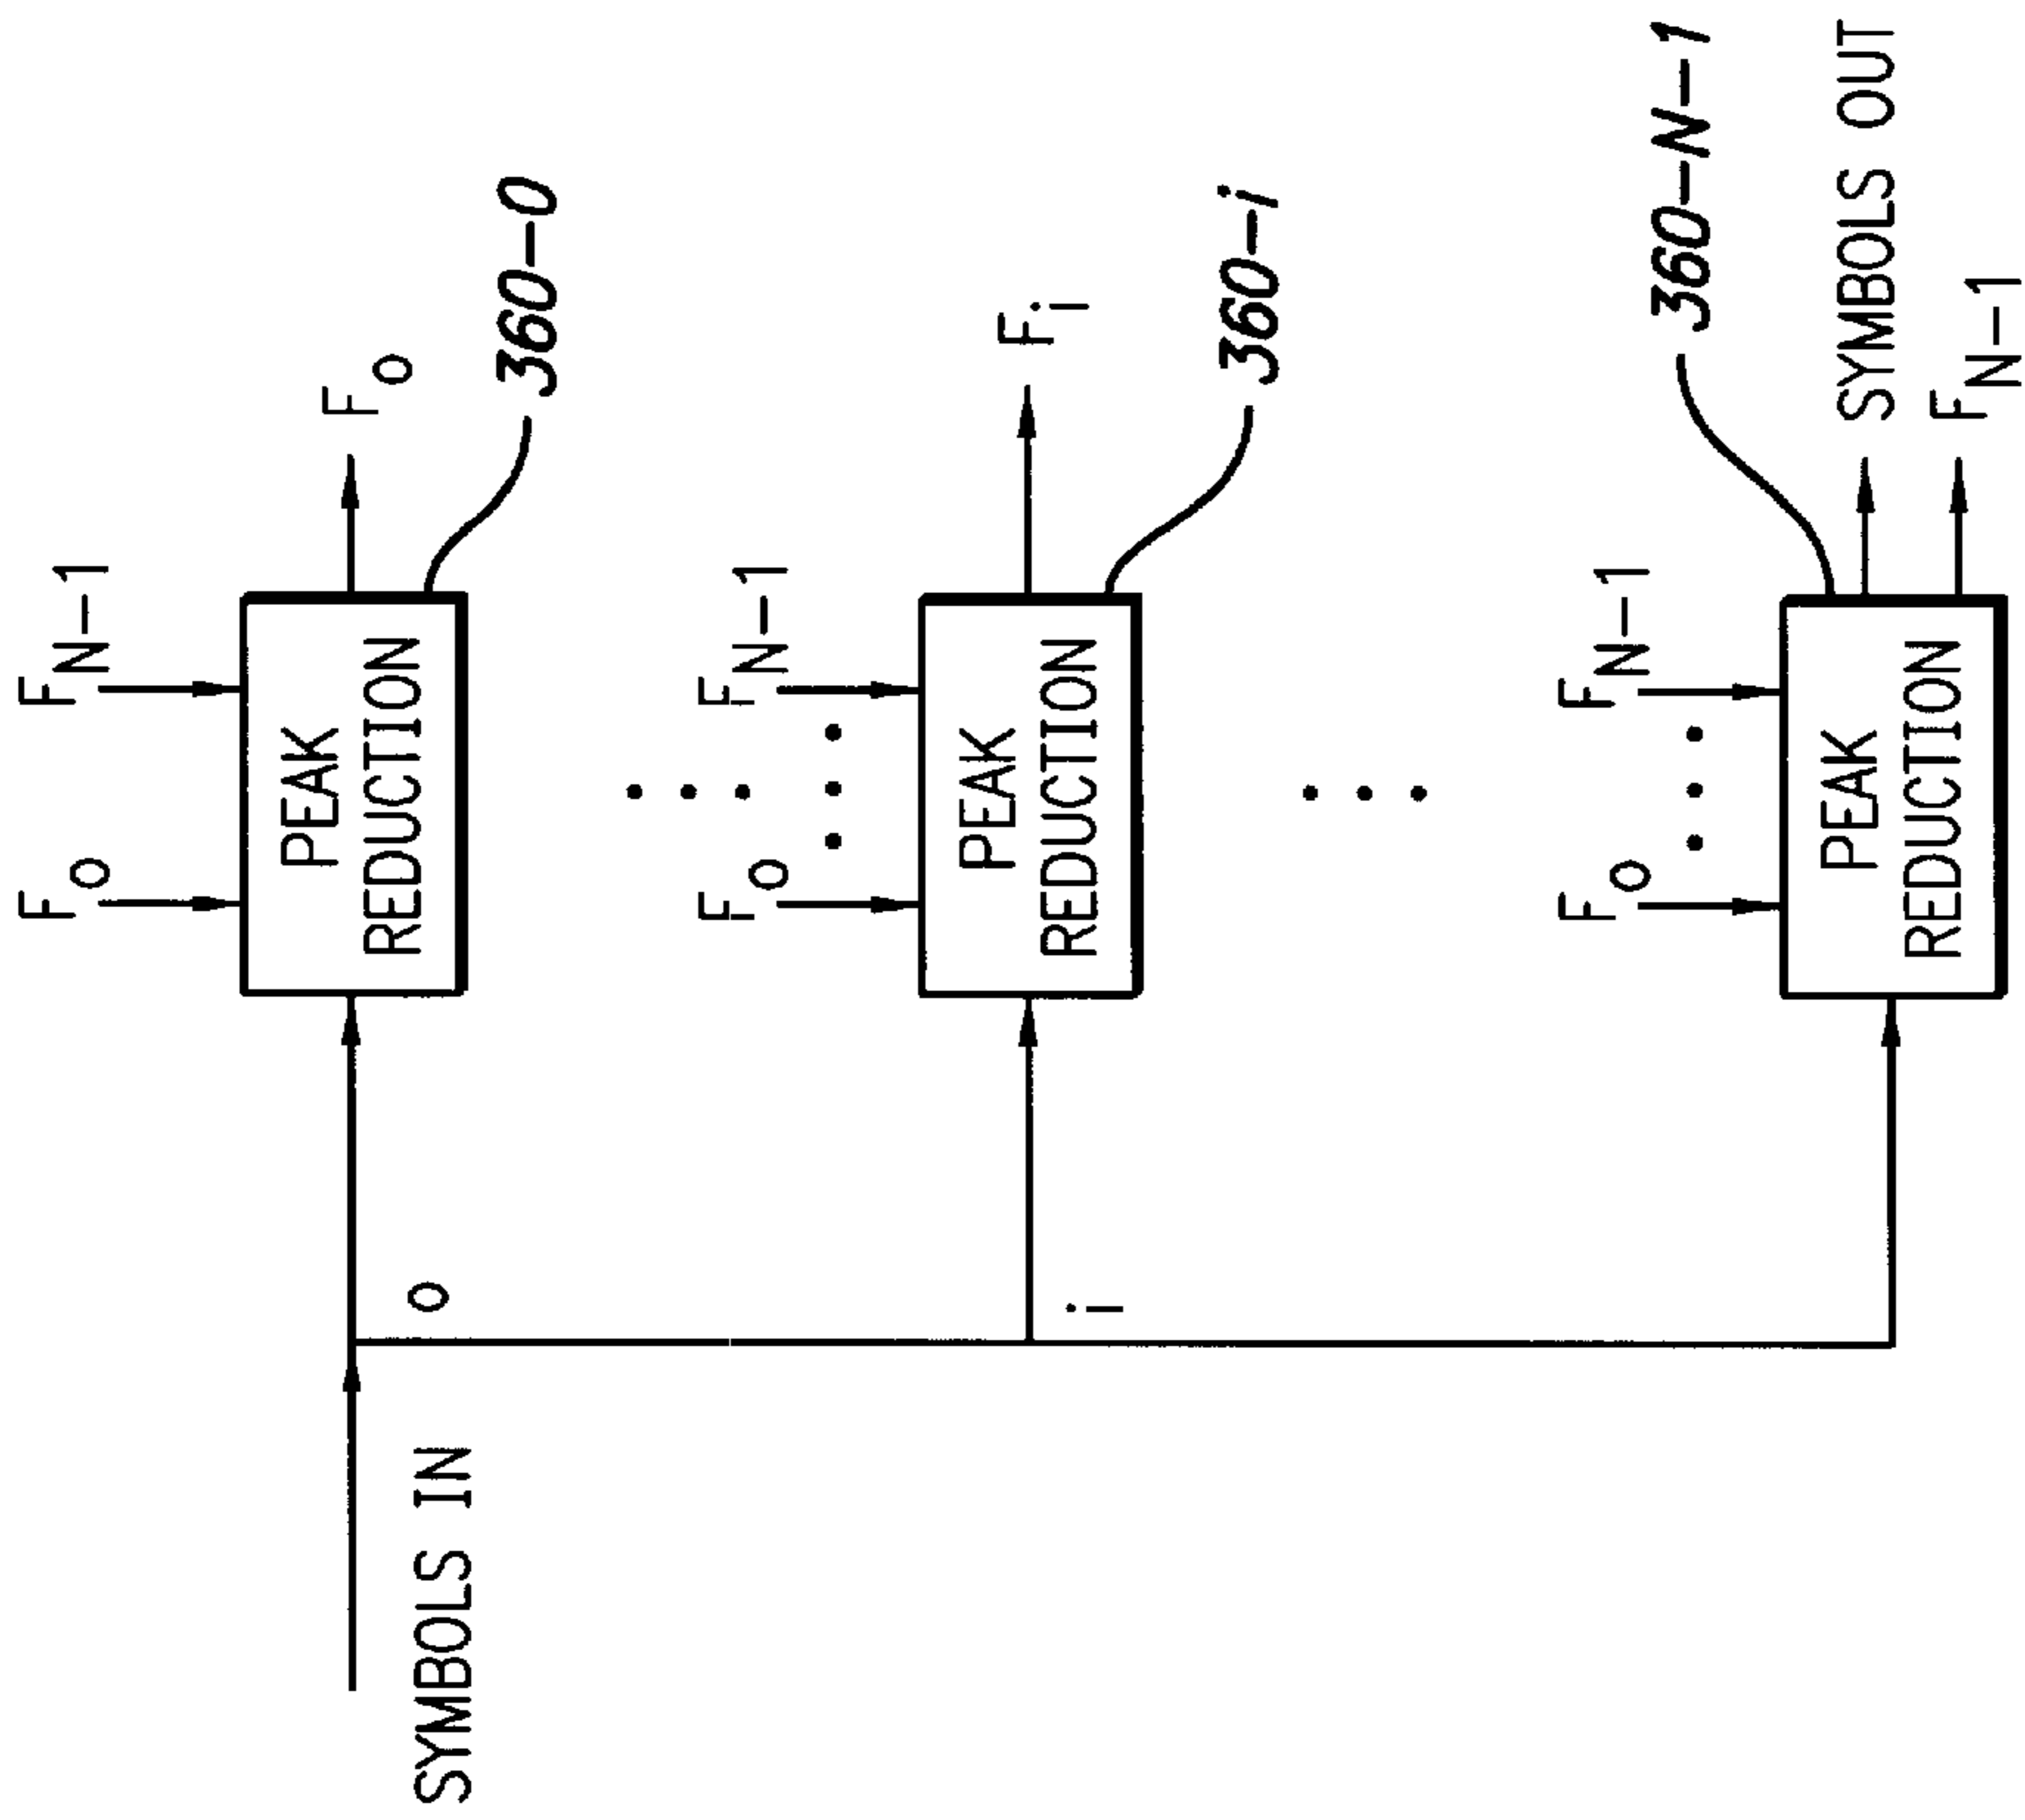 F0 FN-1
PEAK
REDUCTION
F0
360-0
SYMBOLS IN
0
F0 FN-1
PEAK
REDUCTION
Fi
360-i
i
F0 FN-1
PEAK
REDUCTION
360-N-1
SYMBOLS OUT
FN-1